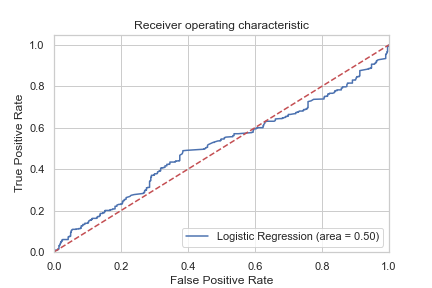 Receiver operating characteristic
1.0
0.8
0.6
0.4
0.2
0.0
True Positive Rate
Logistic Regression (area = 0.50)
0.0 0.2 0.4 0.6 0.8 1.0
False Positive Rate